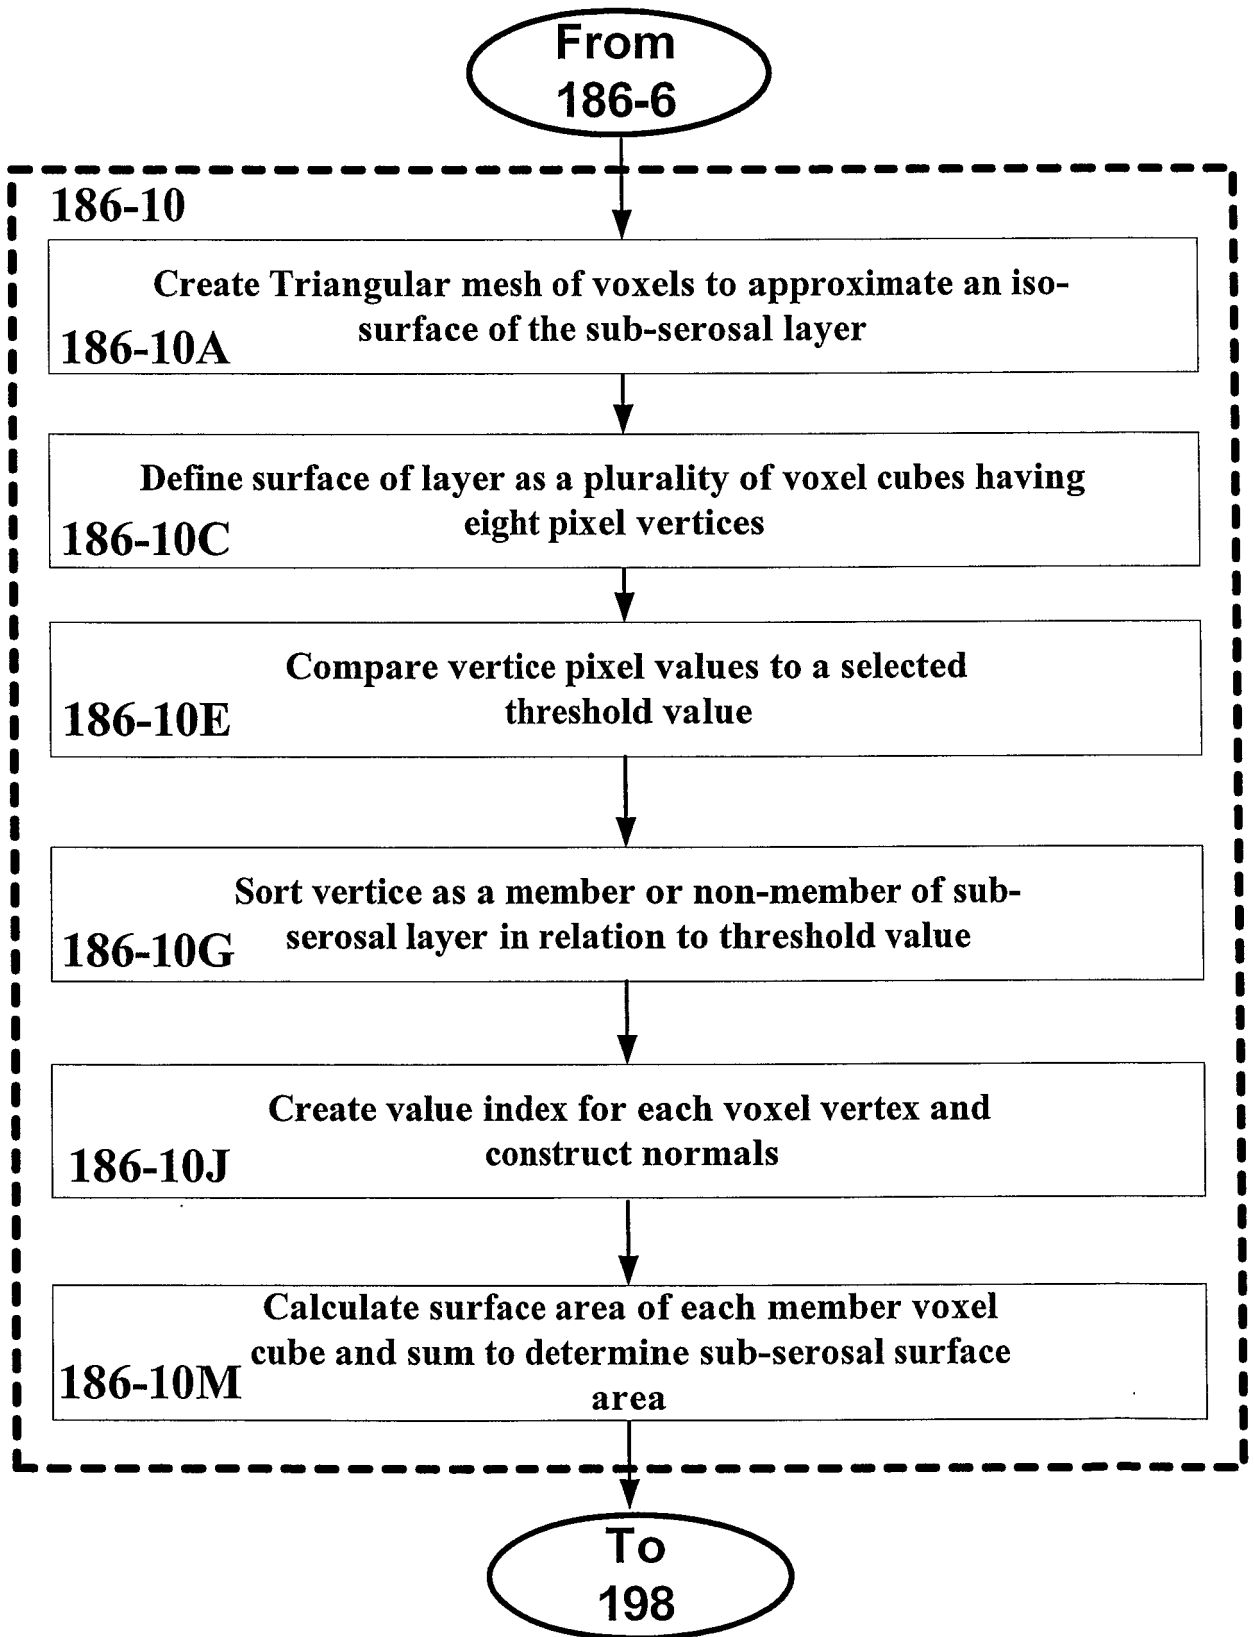 From
186-6
186-10
Create Triangular mesh of voxels to approximate an iso-
surface of the sub-serosal layer
186-10A
Define surface of layer as a plurality of voxel cubes having
eight pixel vertices
186-10C
Compare vertice pixel values to a selected
threshold value
186-10E
Sort vertice as a member or non-member of sub-
serosal layer in relation to threshold value
186-10G
Create value index for each voxel vertex and
construct normals
186-10J
Calculate surface area of each member voxel
cube and sum to determine sub-serosal surface
area
186-10M
To
198